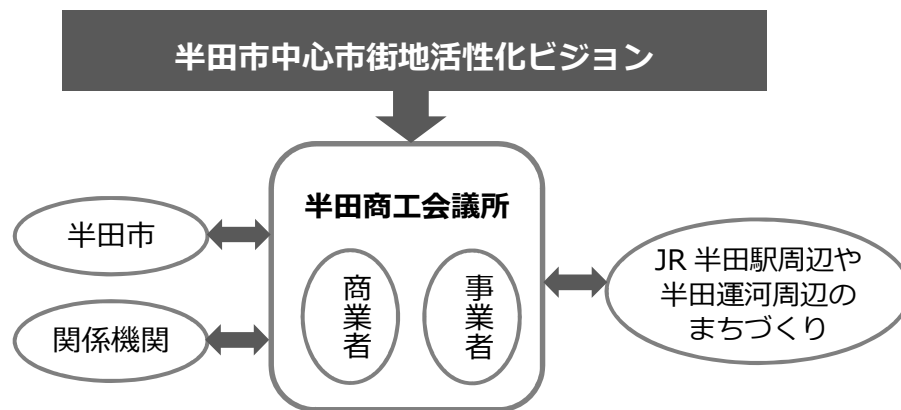 半田市中心市街地活性化ビジョン
半田商工会議所
半田市
関係機関
商業者
事業者
JR 半田駅周辺や
半田運河周辺の
まちづくり